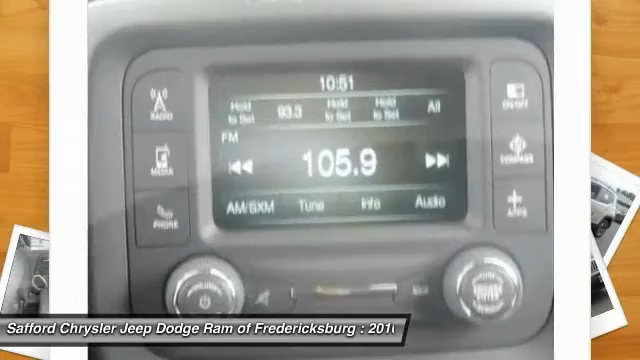 10:51
Hold to Set 93.3 Hold to Set Hold to Set All
FM
105.9
AM/SXM Tune Info Audio
RADIO
MEDIA
PHONE
ON/OFF
COMPASS
APPS
Safford Chrysler Jeep Dodge Ram of Fredericksburg : 201